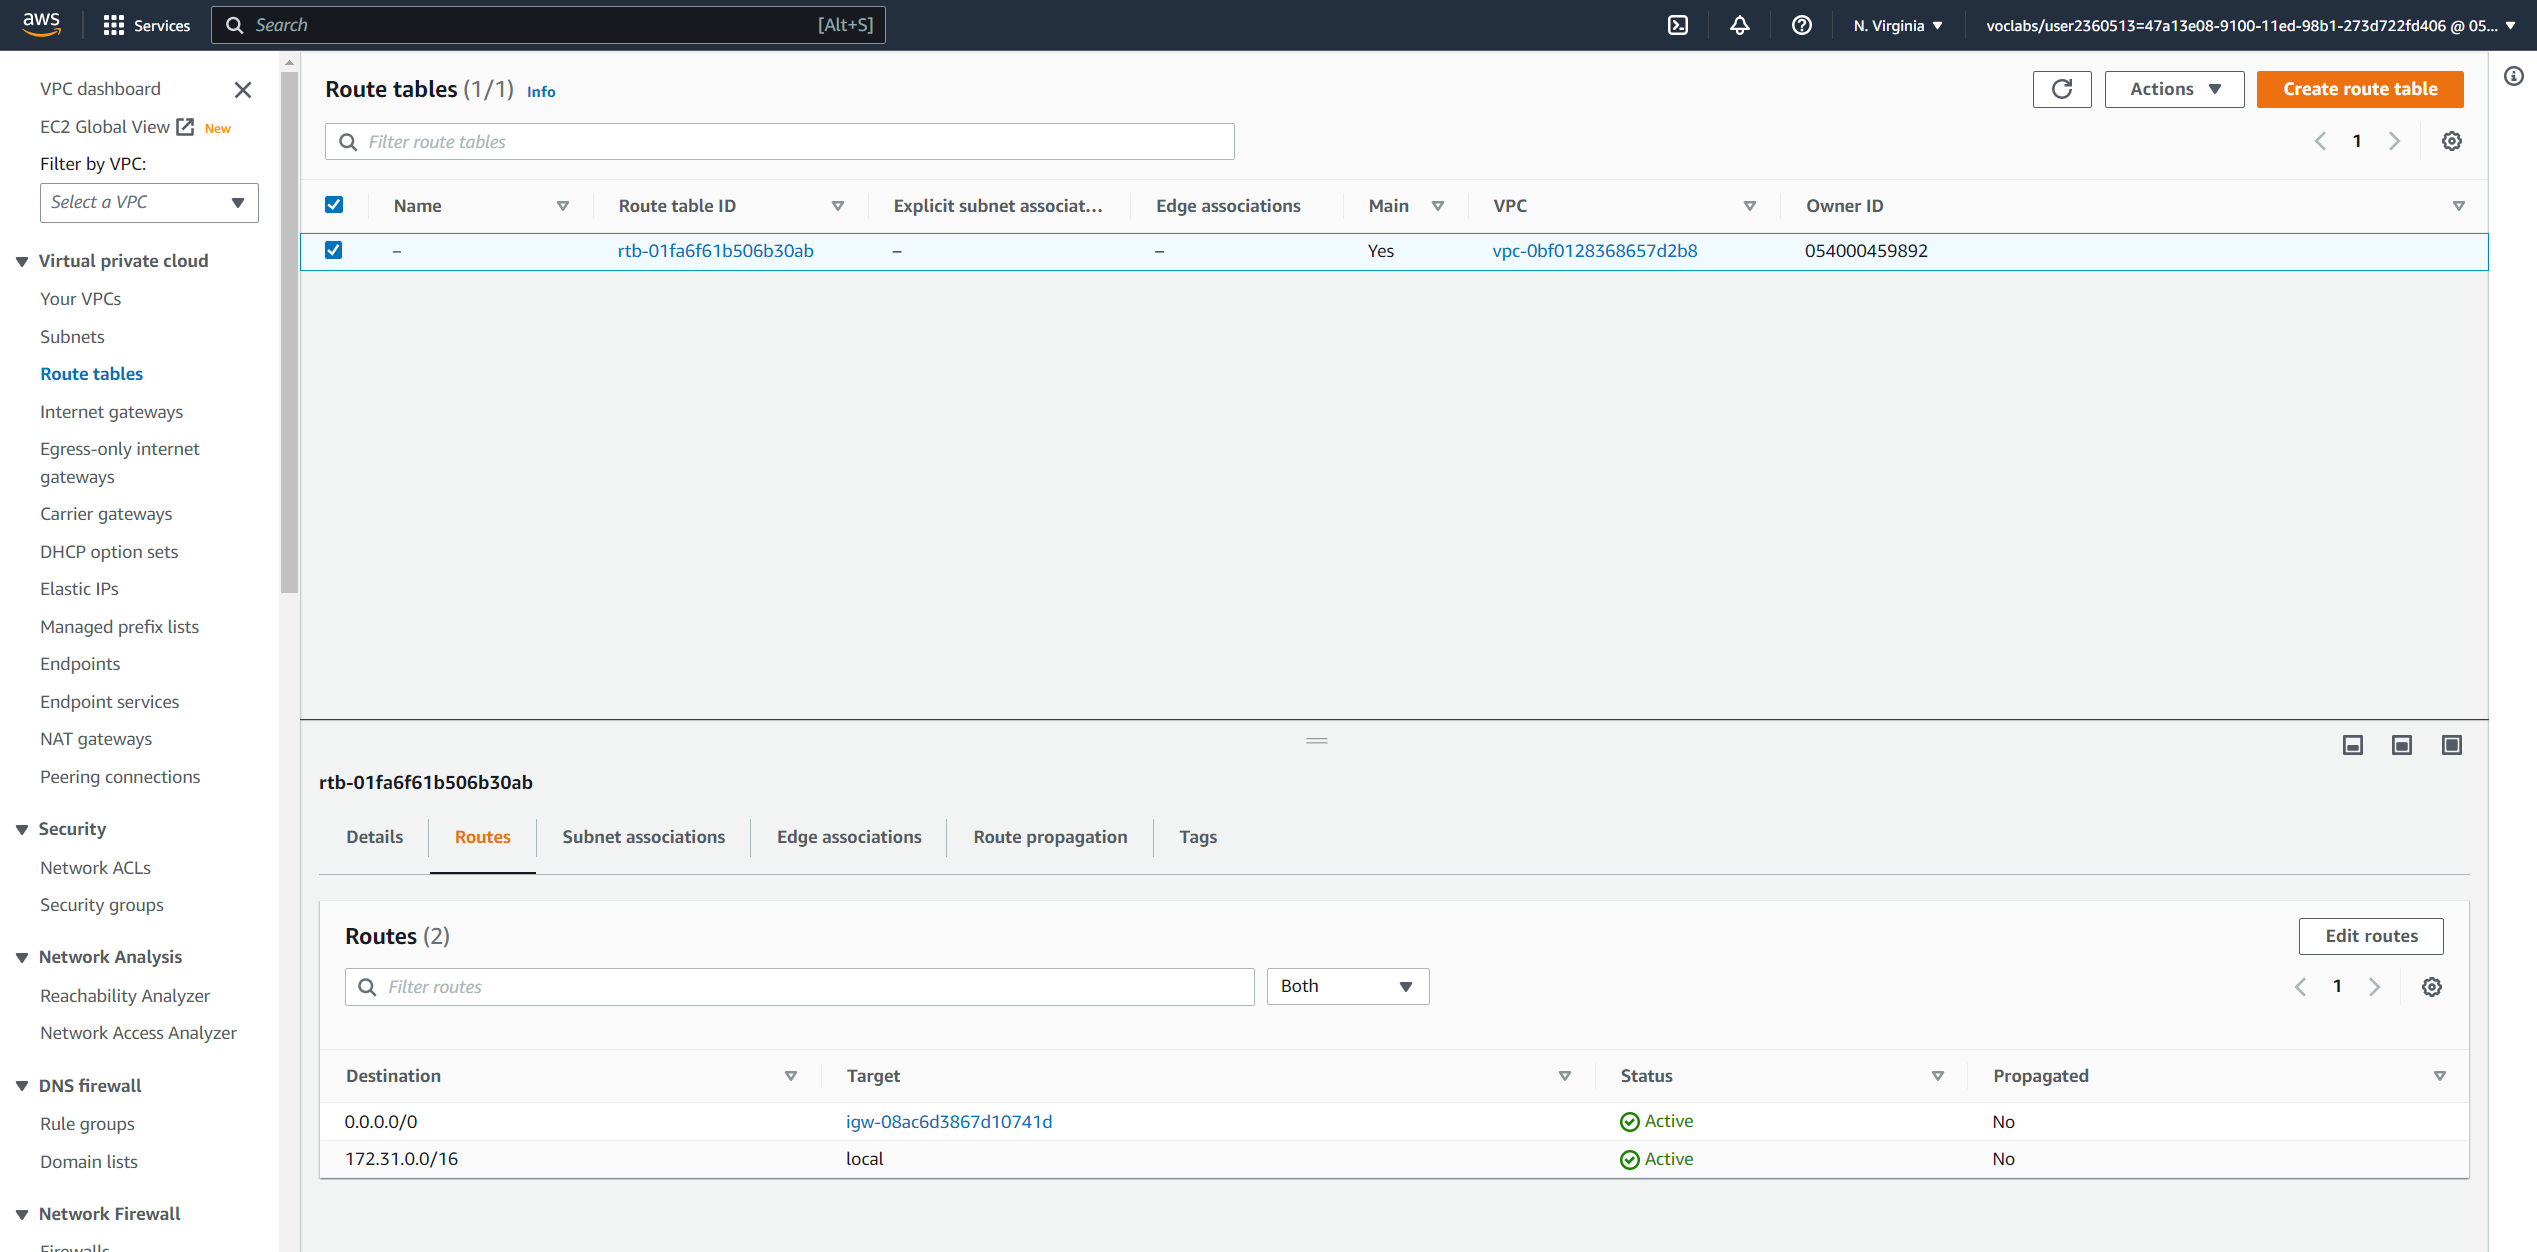 aws
Services
Search
[Alt+S]
N. Virginia
voclabs/user2360513=47a13e08-9100-11ed-98b1-273d722fd406 @ 05...
VPC dashboard
EC2 Global View New
Filter by VPC:
Select a VPC
Virtual private cloud
Your VPCs
Subnets
Route tables
Internet gateways
Egress-only internet
gateways
Carrier gateways
DHCP option sets
Elastic IPs
Managed prefix lists
Endpoints
Endpoint services
NAT gateways
Peering connections
Security
Network ACLs
Security groups
Network Analysis
Reachability Analyzer
Network Access Analyzer
DNS firewall
Rule groups
Domain lists
Network Firewall
Firewalls
Route tables (1/1) Info
Actions
Create route table
Filter route tables
1
Name Route table ID Explicit subnet associat... Edge associations Main VPC Owner ID
– rtb-01fa6f61b506b30ab – – Yes vpc-0bf0128368657d2b8 054000459892
rtb-01fa6f61b506b30ab
Details Routes Subnet associations Edge associations Route propagation Tags
Routes (2)
Edit routes
Filter routes
Both
1
Destination Target Status Propagated
0.0.0.0/0 igw-08ac6d3867d10741d Active No
172.31.0.0/16 local Active No